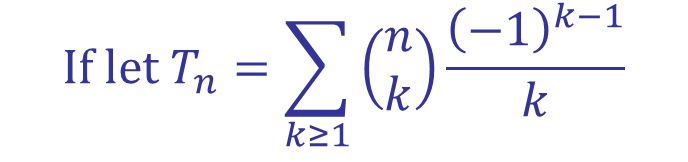 If let $T_n = \sum_{k \geq 1} \binom{n}{k} \frac{(-1)^{k-1}}{k}$